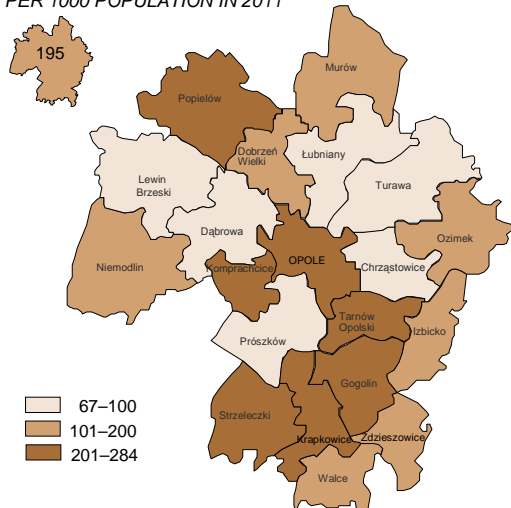 PER 1000 POPULATION IN 2011
195
Murów
Popielów
Dobrzeń
Wielki
Łubniany
Lewin
Brzeski
Turawa
Dąbrowa
Ozimek
Niemodlin
Komprachcice
OPOLE
Chrząstowice
Tarnów
Opolski
Izbicko
Prószków
Gogolin
67–100
101–200
201–284
Strzeleczki
Krapkowice
Zdzieszowice
Walce